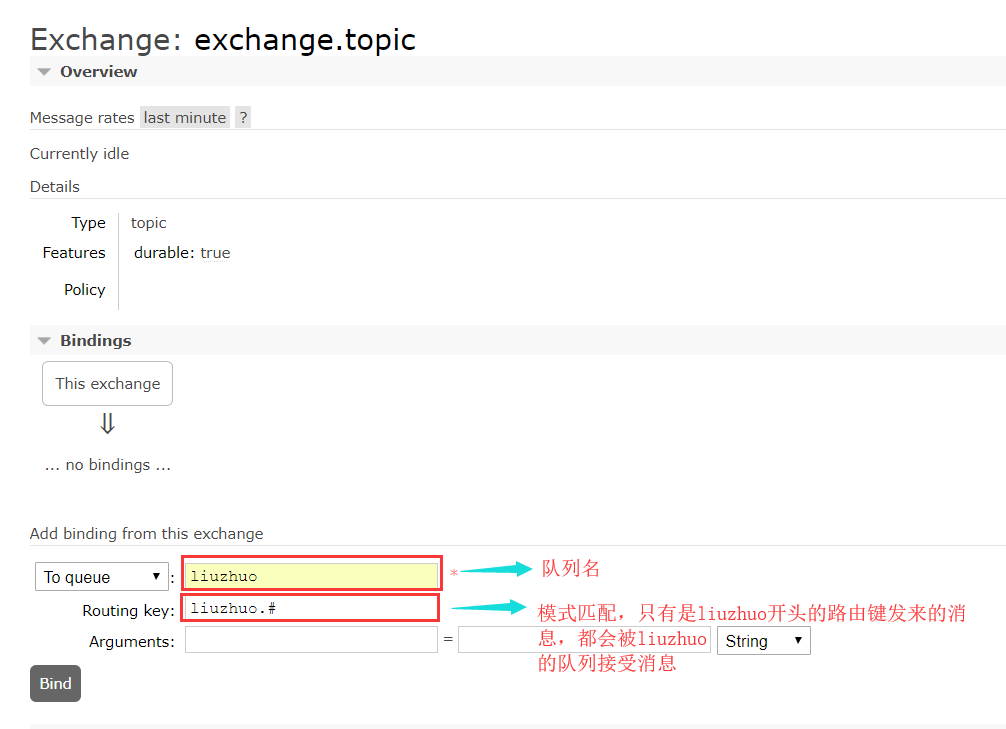 Exchange: exchange.topic
Overview
Message rates last minute ?
Currently idle
Details
Type topic
Features durable: true
Policy
Bindings
This exchange
⇓
... no bindings ...
Add binding from this exchange
To queue : liuzhuo * 队列名
Routing key: liuzhuo.#
模式匹配，只有是liuzhuo开头的路由键发来的消
息，都会被liuzhuo
的队列接受消息
Arguments: = String
Bind